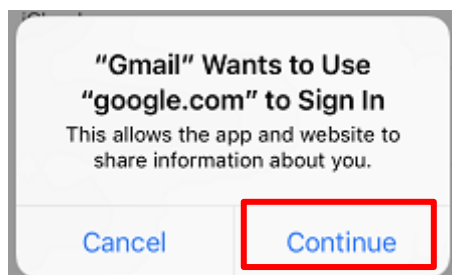 “Gmail” Wants to Use
“google.com” to Sign In
This allows the app and website to
share information about you.
Cancel
Continue